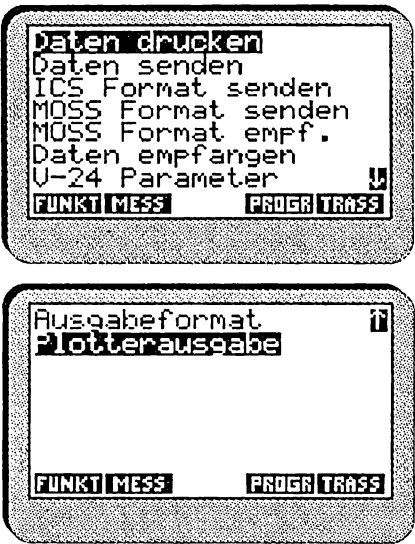 Daten drucken
Daten senden
ICS Format senden
MOSS Format senden
MOSS Format empf.
Daten empfangen
V-24 Parameter
FUNKT MESS PROGR TRASS
Ausgabeformat
Plotterausgabe
FUNKT MESS PROGR TRASS